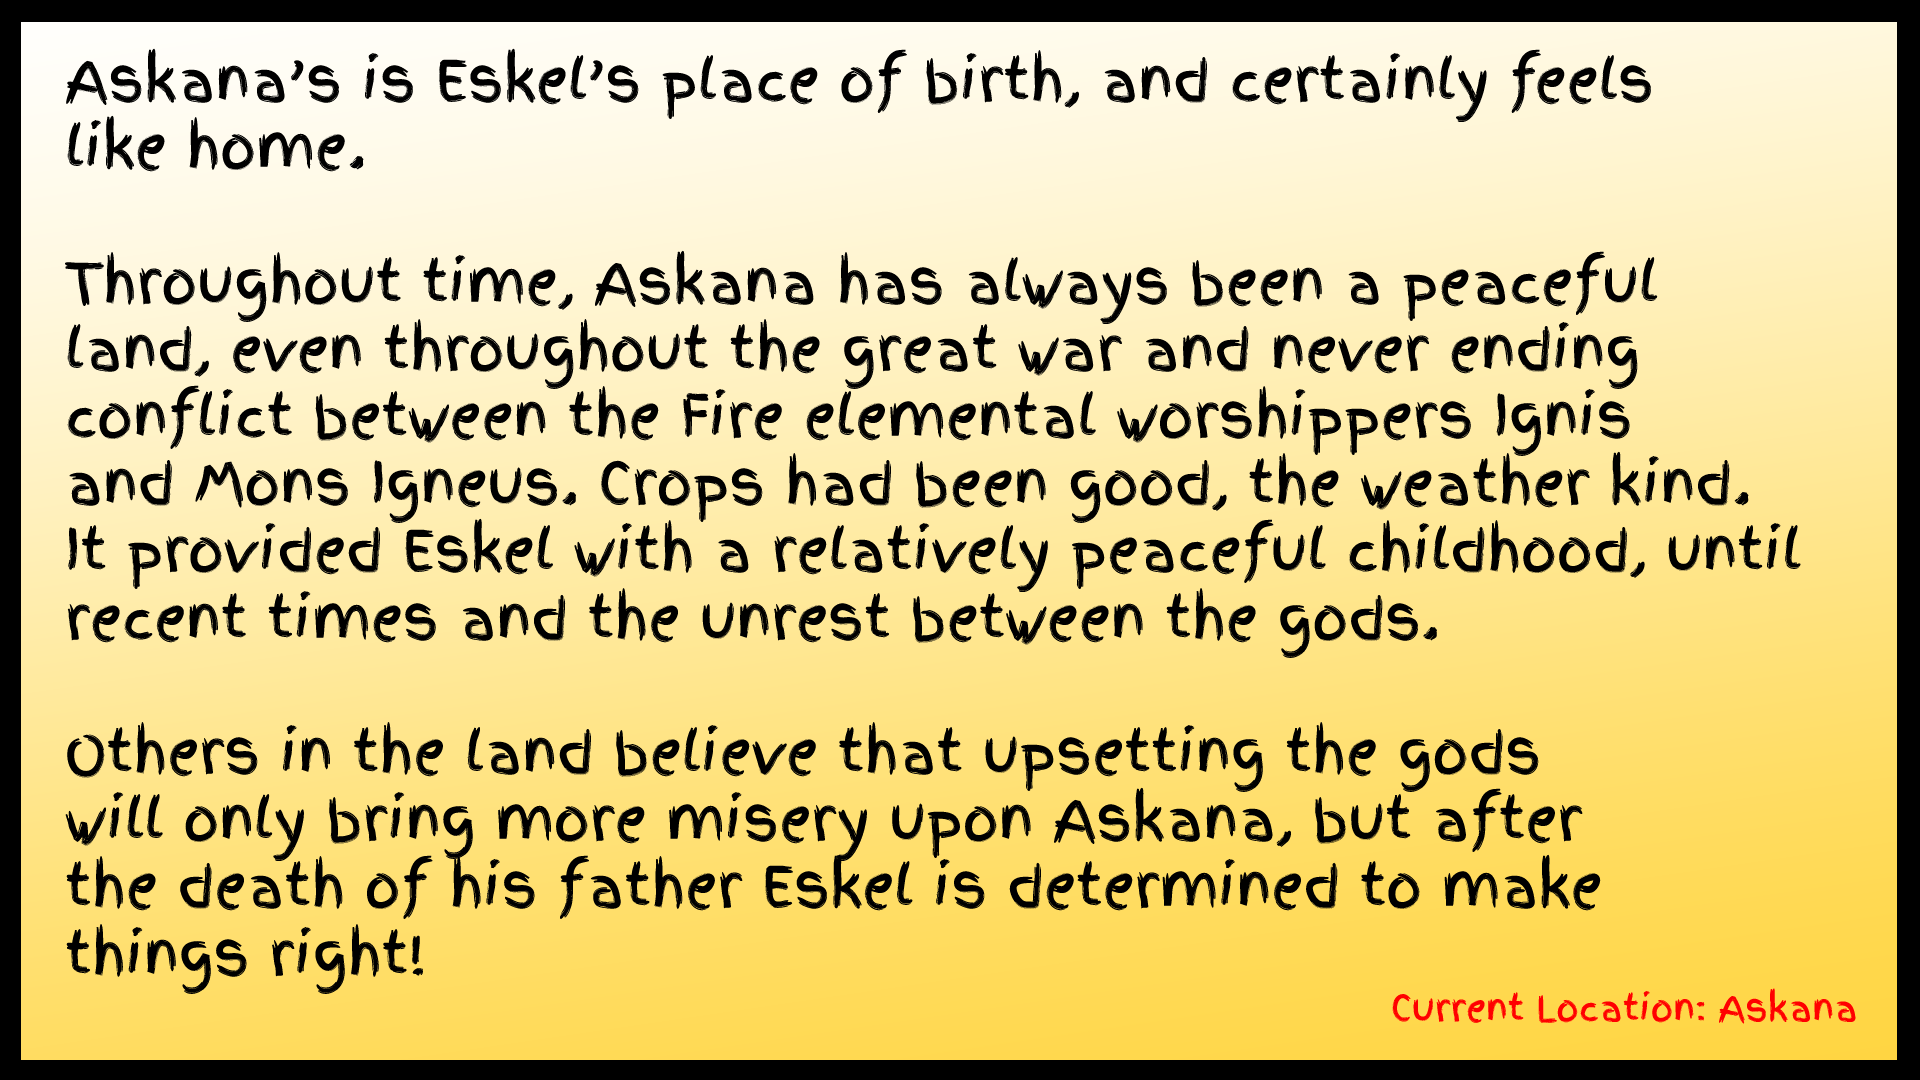 Askana’s is Eskel’s place of birth, and certainly feels
like home.
Throughout time, Askana has always been a peaceful
land, even throughout the great war and never ending
conflict between the Fire elemental worshippers Ignis
and Mons Igneus. Crops had been good, the weather kind.
It provided Eskel with a relatively peaceful childhood, until
recent times and the unrest between the gods.
Others in the land believe that upsetting the gods
will only bring more misery upon Askana, but after
the death of his father Eskel is determined to make
things right!
Current Location: Askana